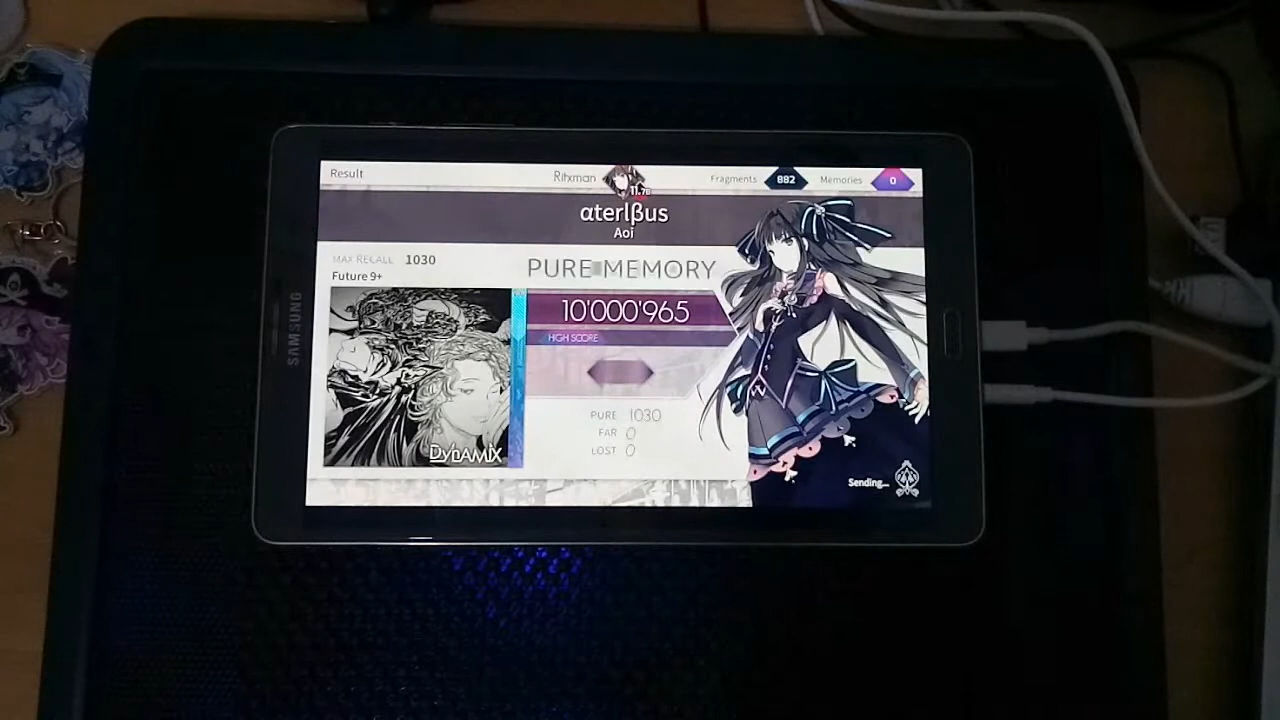 SAMSUNG
Result
Rihxman
11.78
Fragments 882
Memories 0
αterlβus
Aoi
MAX RECALL 1030
Future 9+
PURE MEMORY
10'000'965
HIGH SCORE
PURE 1030
FAR 0
LOST 0
DYNAMIX
Sending...